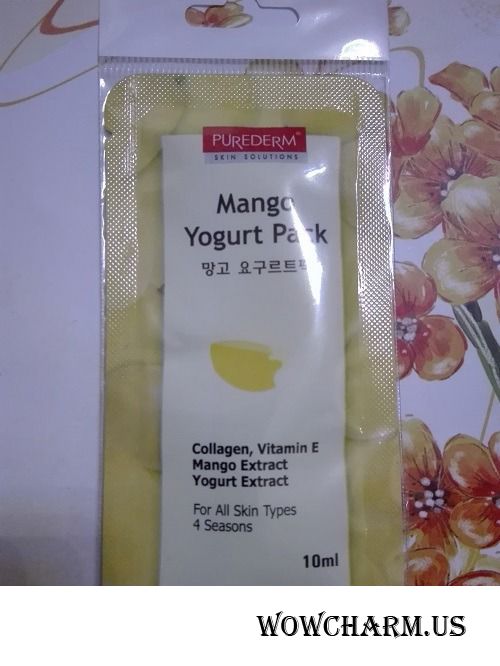 PUREDERM
SKIN SOLUTIONS
Mango
Yogurt Pack
망고 요구르트팩
Collagen, Vitamin E
Mango Extract
Yogurt Extract
For All Skin Types
4 Seasons
10ml
WOWCHARM.US